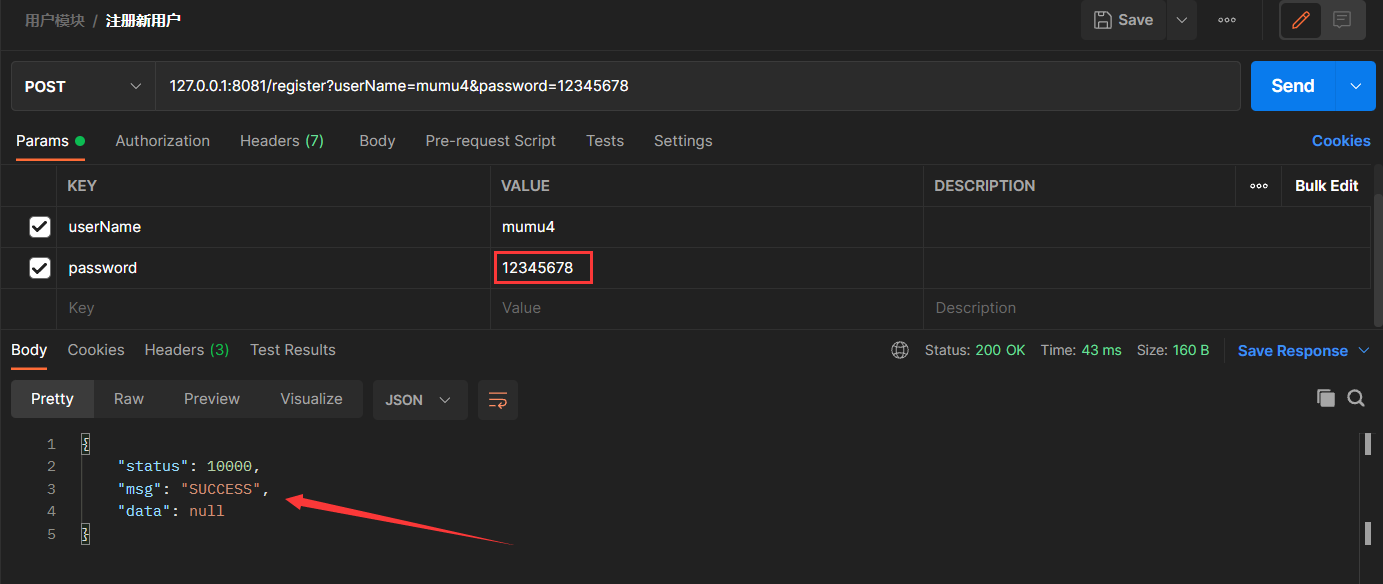 用户模块 / 注册新用户
Save
POST
127.0.0.1:8081/register?userName=mumu4&password=12345678
Send
Params
Authorization
Headers (7)
Body
Pre-request Script
Tests
Settings
Cookies
KEY
VALUE
DESCRIPTION
Bulk Edit
userName
mumu4
password
12345678
Key
Value
Description
Body
Cookies
Headers (3)
Test Results
Status: 200 OK
Time: 43 ms
Size: 160 B
Save Response
Pretty
Raw
Preview
Visualize
JSON
1 {
2 "status": 10000,
3 "msg": "SUCCESS",
4 "data": null
5 }